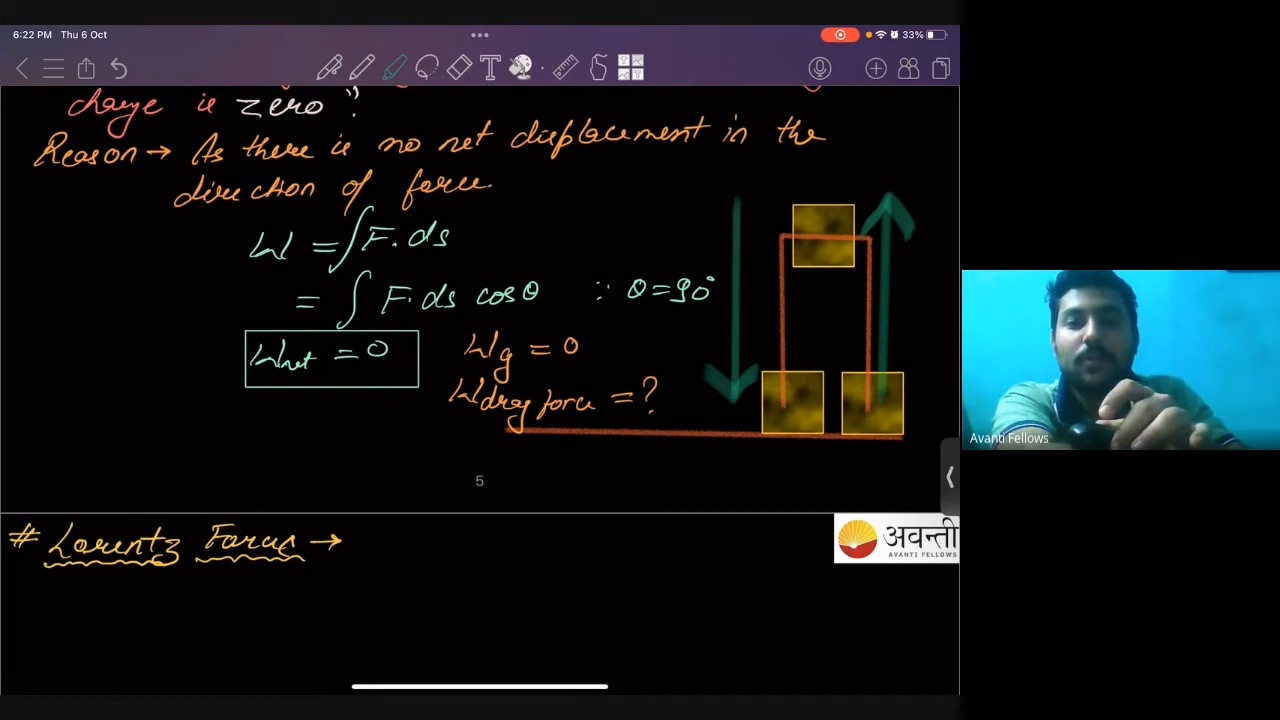 6:22 PM Thu 6 Oct
33%
charge is zero"?
Reason → As there is no net displacement in the
direction of force.
W = ∫F. ds
= ∫ F. ds cosθ ∵ θ=90°
Wnet = 0
Wg = 0
Wdrag force = ?
5
# Lorentz Force →
अवन्ती
AVANTI FELLOWS
Avanti Fellows